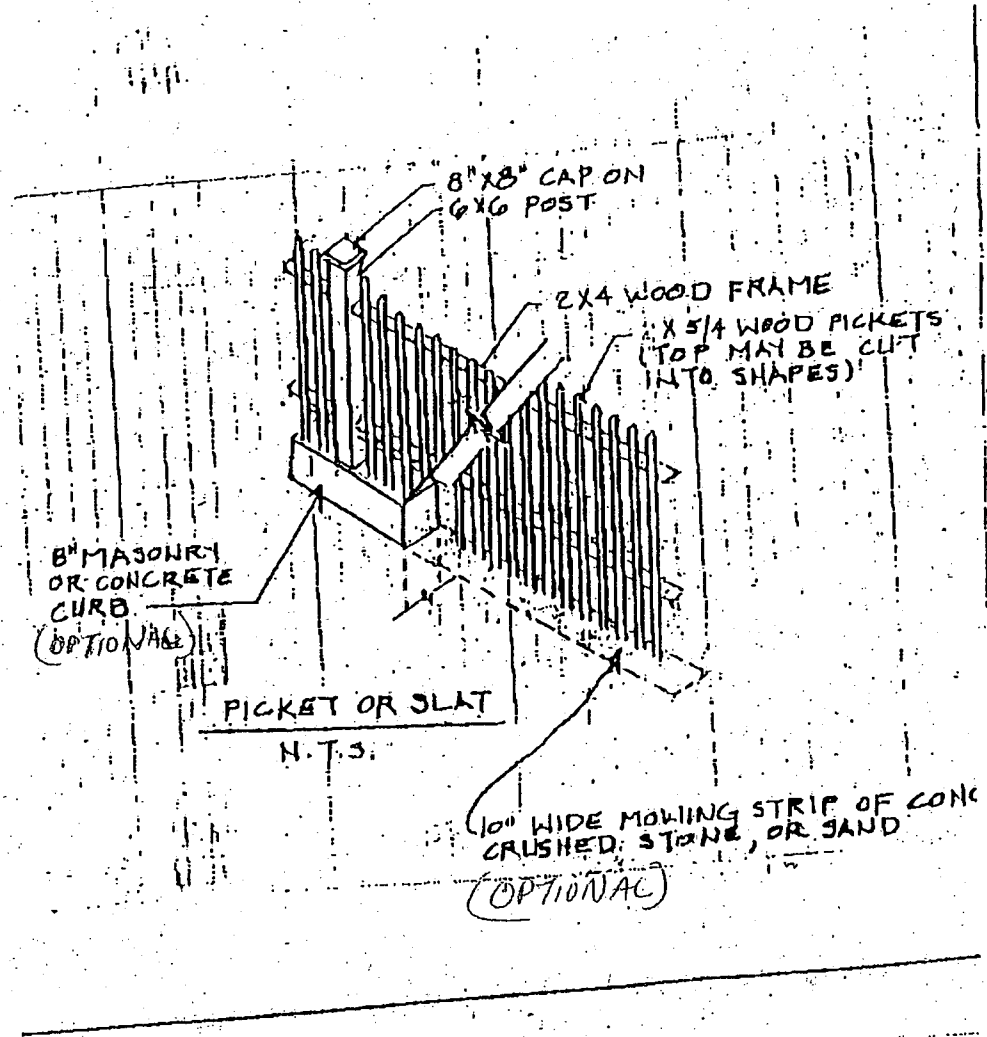 8"X8" CAP ON
6X6 POST
2X4 WOOD FRAME
X 5/4 WOOD PICKETS
(TOP MAY BE CUT
INTO SHAPES)
8" MASONRY
OR CONCRETE
CURB
(OPTIONAL)
PICKET OR SLAT
N.T.S.
10" WIDE MOWING STRIP OF CONC
CRUSHED STONE, OR SAND
(OPTIONAL)